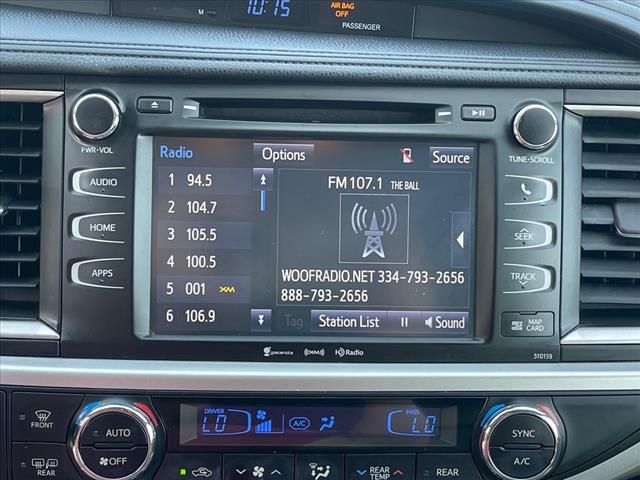 M 10:15 AIR BAG
OFF
PASSENGER
PWR•VOL
TUNE•SCROLL
AUDIO
HOME
APPS
Radio Options Source
1 94.5
2 104.7
3 105.5
4 100.5
5 001 XM
6 106.9
FM 107.1 THE BALL
WOOFRADIO.NET 334-793-2656
888-793-2656
Tag Station List Sound
SEEK
TRACK
MAP
CARD
gracenote XM HD Radio
510159
FRONT
REAR
AUTO
OFF
DRIVER
LO
A/C
PASS
LO
SYNC
A/C
REAR
TEMP
REAR